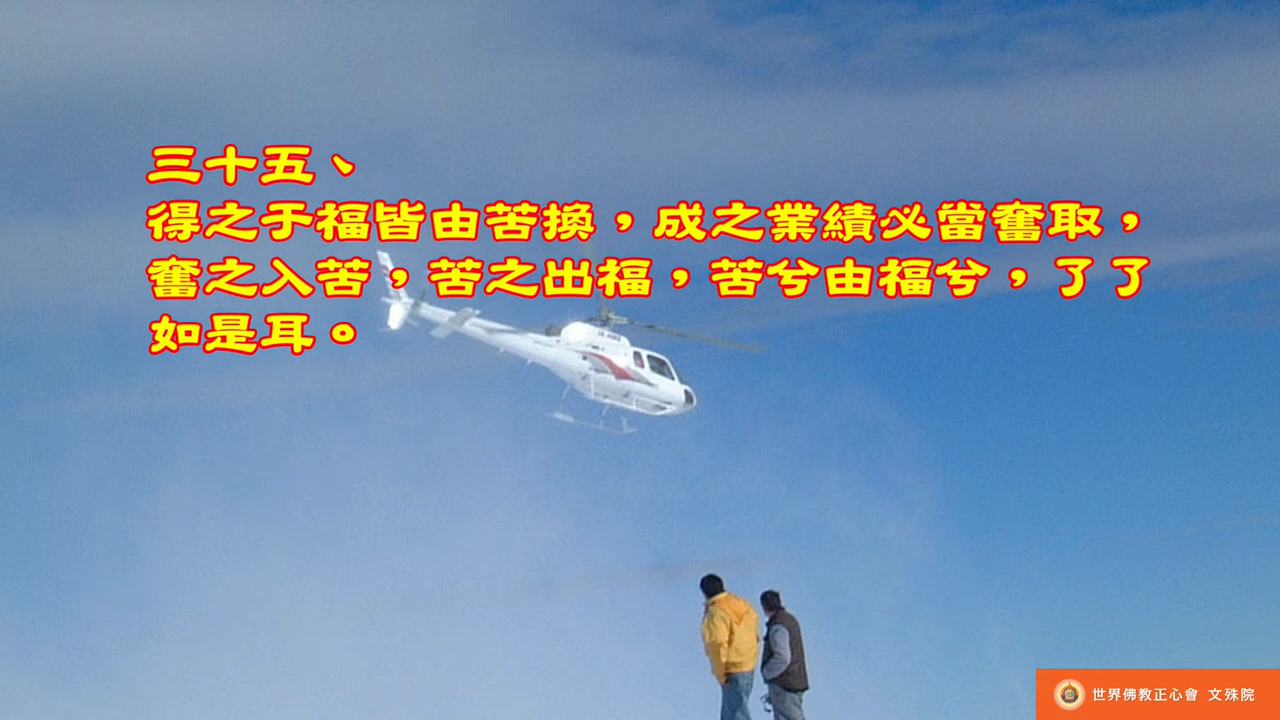 三十五、
得之于福皆由苦換，成之業績必當奮取，
奮之入苦，苦之出福，苦兮由福兮，了了
如是耳。
世界佛教正心會 文殊院